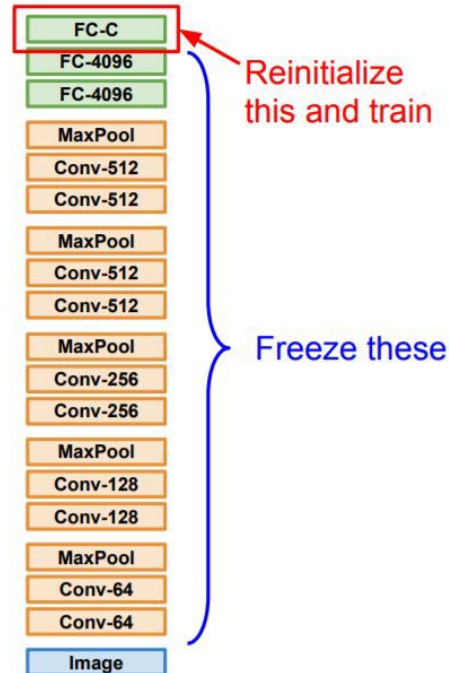 FC-C
FC-4096
FC-4096
MaxPool
Conv-512
Conv-512
MaxPool
Conv-512
Conv-512
MaxPool
Conv-256
Conv-256
MaxPool
Conv-128
Conv-128
MaxPool
Conv-64
Conv-64
Image
Reinitialize
this and train
Freeze these